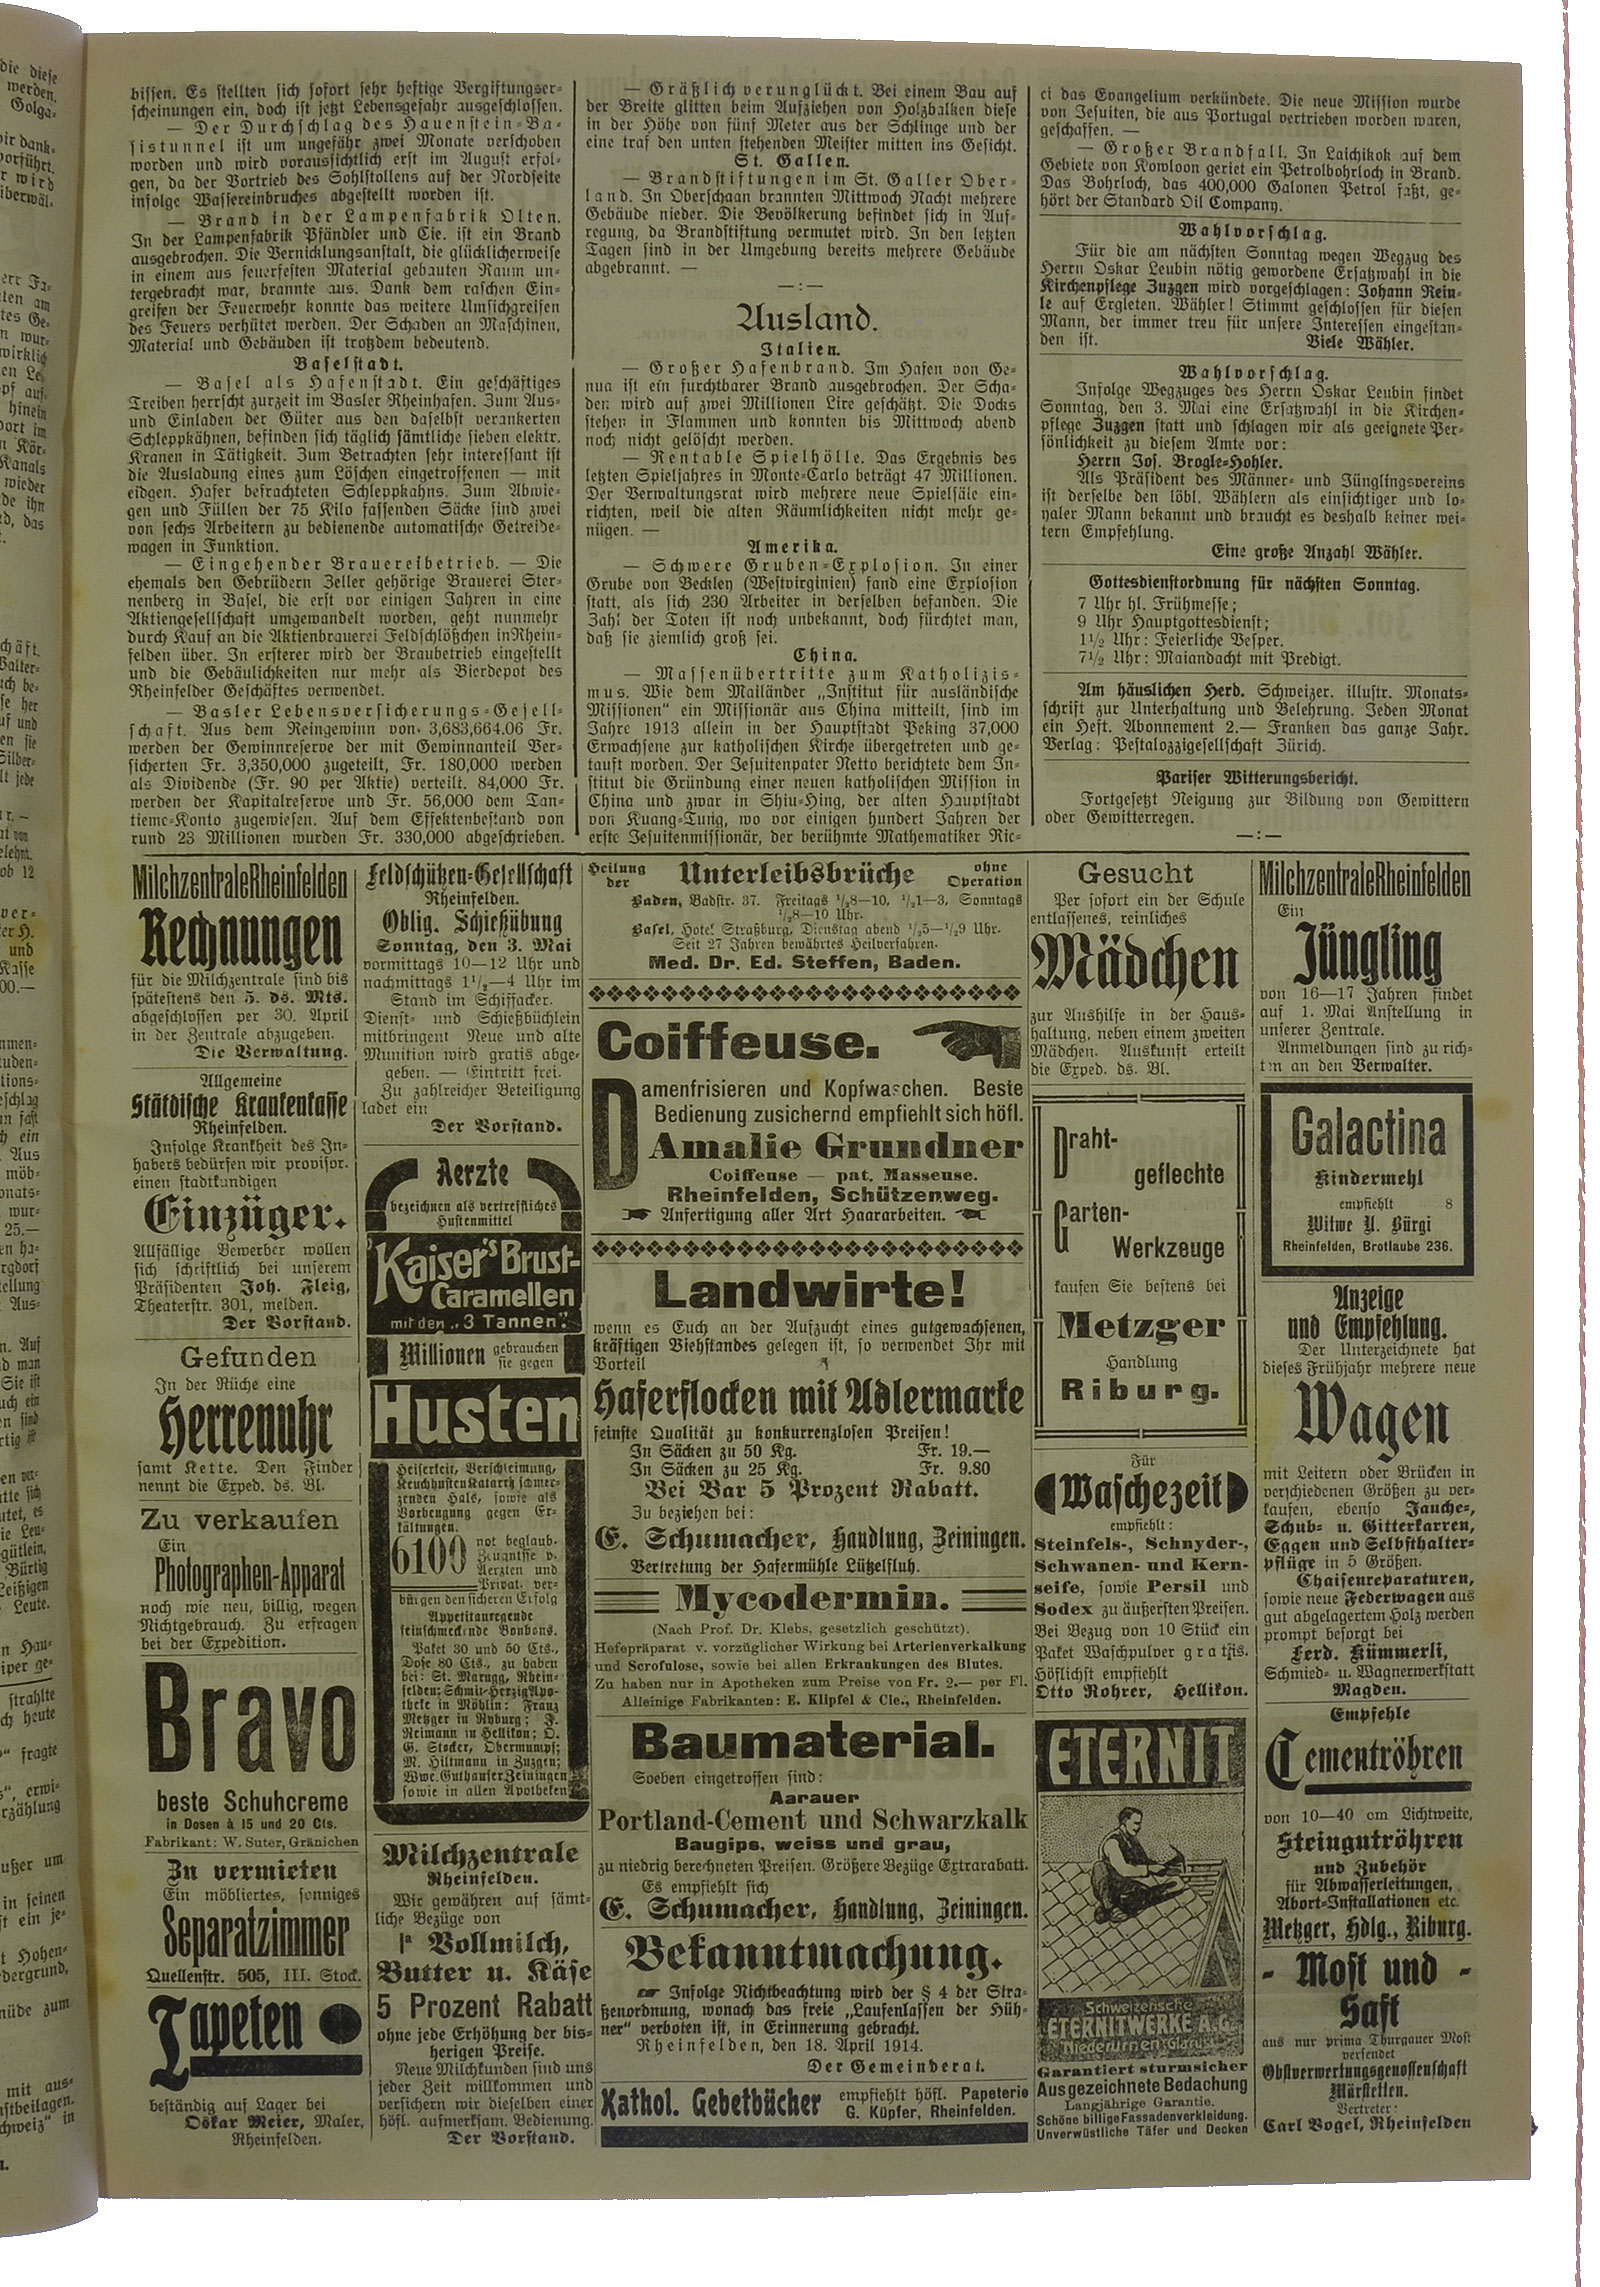 bissen. Es stellten sich sofort sehr heftige Vergiftungser-
scheinungen ein, doch ist jetzt Lebensgefahr ausgeschlossen.
— Der Durchschlag des Hauenstein-Ba-
sistunnel ist um ungefähr zwei Monate verschoben
worden und wird voraussichtlich erst im August erfol-
gen, da der Vortrieb des Sohlstollens auf der Nordseite
infolge Wassereinbruches abgestellt worden ist.
— Brand in der Lampenfabrik Olten.
In der Lampenfabrik Pfändler und Cie. ist ein Brand
ausgebrochen. Die Vernicklungsanstalt, die glücklicherweise
in einem aus feuerfesten Material gebauten Raum un-
tergebracht war, brannte aus. Dank dem raschen Ein-
greifen der Feuerwehr konnte das weitere Umsichgreifen
des Feuers verhütet werden. Der Schaden an Maschinen,
Material und Gebäuden ist trotzdem bedeutend.
Baselstadt.
— Basel als Hafenstadt. Ein geschäftiges
Treiben herrscht zurzeit im Basler Rheinhafen. Zum Aus-
und Einladen der Güter aus den daselbst verankerten
Schleppkähnen, befinden sich täglich sämtliche sieben elektr.
Kranen in Tätigkeit. Zum Betrachten sehr interessant ist
die Ausladung eines zum Löschen eingetroffenen — mit
eidgen. Hafer befrachteten Schleppkahns. Zum Abwie-
gen und Füllen der 75 Kilo fassenden Säcke sind zwei
von sechs Arbeitern zu bedienende automatische Getreide-
wagen in Funktion.
— Eingehender Brauereibetrieb. — Die
ehemals den Gebrüdern Zeller gehörige Brauerei Ster-
nenberg in Basel, die erst vor einigen Jahren in eine
Aktiengesellschaft umgewandelt worden, geht nunmehr
durch Kauf an die Aktienbrauerei Feldschlößchen in Rhein-
felden über. In ersterer wird der Braubetrieb eingestellt
und die Gebäulichkeiten nur mehr als Bierdepot des
Rheinfelder Geschäftes verwendet.
— Basler Lebensversicherungs-Gesell-
schaft. Aus dem Reingewinn von 3,683,664.06 Fr.
werden der Gewinnreserve der mit Gewinnanteil Ver-
sicherten Fr. 3,350,000 zugeteilt, Fr. 180,000 werden
als Dividende (Fr. 90 per Aktie) verteilt. 84,000 Fr.
werden der Kapitalreserve und Fr. 56,000 dem Tan-
tieme-Konto zugewiesen. Auf dem Effektenbestand von
rund 23 Millionen wurden Fr. 330,000 abgeschrieben.
— Gräßlich verunglückt. Bei einem Bau auf
der Breite glitten beim Aufziehen von Holzbalken diese
in der Höhe von fünf Meter aus der Schlinge und der
eine traf den unten stehenden Meister mitten ins Gesicht.
St. Gallen.
— Brandstiftungen im St. Galler Ober-
land. In Oberschaan brannten Mittwoch Nacht mehrere
Gebäude nieder. Die Bevölkerung befindet sich in Auf-
regung, da Brandstiftung vermutet wird. In den letzten
Tagen sind in der Umgebung bereits mehrere Gebäude
abgebrannt. —
—:—
Ausland.
Italien.
— Großer Hafenbrand. Im Hafen von Ge-
nua ist ein furchtbarer Brand ausgebrochen. Der Scha-
den wird auf zwei Millionen Lire geschätzt. Die Docks
stehen in Flammen und konnten bis Mittwoch abend
noch nicht gelöscht werden.
— Rentable Spielhölle. Das Ergebnis des
letzten Spieljahres in Monte-Carlo beträgt 47 Millionen.
Der Verwaltungsrat wird mehrere neue Spielsäle ein-
richten, weil die alten Räumlichkeiten nicht mehr ge-
nügen. —
Amerika.
— Schwere Gruben-Explosion. In einer
Grube von Beckley (Westvirginien) fand eine Explosion
statt, als sich 230 Arbeiter in derselben befanden. Die
Zahl der Toten ist noch unbekannt, doch fürchtet man,
daß sie ziemlich groß sei.
China.
— Massenübertritte zum Katholizis-
mus. Wie dem Mailänder „Institut für ausländische
Missionen“ ein Missionär aus China mitteilt, sind im
Jahre 1913 allein in der Hauptstadt Peking 37,000
Erwachsene zur katholischen Kirche übergetreten und ge-
tauft worden. Der Jesuitenpater Netto berichtete dem In-
stitut die Gründung einer neuen katholischen Mission in
China und zwar in Shiu-Hing, der alten Hauptstadt
von Kuang-Tung, wo vor einigen hundert Jahren der
erste Jesuitenmissionär, der berühmte Mathematiker Ric-
ci das Evangelium verkündete. Die neue Mission wurde
von Jesuiten, die aus Portugal vertrieben worden waren,
geschaffen. —
— Großer Brandfall. In Laichikok auf dem
Gebiete von Kowloon geriet ein Petrolbohrloch in Brand.
Das Bohrloch, das 400,000 Galonen Petrol faßt, ge-
hört der Standard Oil Company.
Wahlvorschlag.
Für die am nächsten Sonntag wegen Wegzug des
Herrn Oskar Leubin nötig gewordene Ersatzwahl in die
Kirchenpflege Zuzgen wird vorgeschlagen: Johann Rein-
le auf Ergleten. Wähler! Stimmt geschlossen für diesen
Mann, der immer treu für unsere Interessen eingestan-
den ist. Viele Wähler.
Wahlvorschlag.
Infolge Wegzuges des Herrn Oskar Leubin findet
Sonntag, den 3. Mai eine Ersatzwahl in die Kirchen-
pflege Zuzgen statt und schlagen wir als geeignete Per-
sönlichkeit zu diesem Amte vor:
Herrn Jos. Brogle-Hohler.
Als Präsident des Männer- und Jünglingsvereins
ist derselbe den löbl. Wählern als einsichtiger und lo-
yaler Mann bekannt und braucht es deshalb keiner wei-
tern Empfehlung.
Eine große Anzahl Wähler.
Gottesdienstordnung für nächsten Sonntag.
7 Uhr hl. Frühmesse;
9 Uhr Hauptgottesdienst;
1½ Uhr: Feierliche Vesper.
7½ Uhr: Maiandacht mit Predigt.
Am häuslichen Herd. Schweizer. illustr. Monats-
schrift zur Unterhaltung und Belehrung. Jeden Monat
ein Heft. Abonnement 2.— Franken das ganze Jahr.
Verlag: Pestalozzigesellschaft Zürich.
Pariser Witterungsbericht.
Fortgesetzt Neigung zur Bildung von Gewittern
oder Gewitterregen.
—:—
Milchzentrale Rheinfelden
Rechnungen
für die Milchzentrale sind bis
spätestens den 5. ds. Mts.
abgeschlossen per 30. April
in der Zentrale abzugeben.
Die Verwaltung.
Allgemeine
Städtische Krankenkasse
Rheinfelden.
Infolge Krankheit des In-
habers bedürfen wir provisor.
einen stadtkundigen
Einzüger.
Allfällige Bewerber wollen
sich schriftlich bei unserem
Präsidenten Joh. Fleig,
Theaterstr. 301, melden.
Der Vorstand.
Gefunden
In der Rüche eine
Herrenuhr
samt Kette. Den Finder
nennt die Exped. ds. Bl.
Zu verkaufen
Ein
Photographen-Apparat
noch wie neu, billig, wegen
Nichtgebrauch. Zu erfragen
bei der Expedition.
Bravo
beste Schuhcreme
in Dosen à 15 und 20 Cts.
Fabrikant: W. Suter, Gränichen
Zu vermieten
Ein möbliertes, sonniges
Separatzimmer
Quellenstr. 505, III. Stock.
Tapeten
beständig auf Lager bei
Oskar Meier, Maler,
Rheinfelden.
Feldschützen-Gesellschaft
Rheinfelden.
Oblig. Schießübung
Sonntag, den 3. Mai
vormittags 10—12 Uhr und
nachmittags 1½—4 Uhr im
Stand im Schiffacker.
Dienst- und Schießbüchlein
mitbringen! Neue und alte
Munition wird gratis abge-
geben. — Eintritt frei.
Zu zahlreicher Beteiligung
ladet ein
Der Vorstand.
Aerzte
bezeichnen als vortreffliches
Hustenmittel
Kaiser's Brust-
Caramellen
mit den „3 Tannen“.
Millionen gebrauchen
sie gegen
Husten
Heiserkeit, Verschleimung,
Keuchhusten, Katarrh, schmer-
zenden Hals, sowie als
Vorbeugung gegen Er-
kältungen.
6100 not. beglaub.
Zeugnisse v.
Aerzten und
Privat. ver-
bürgen den sicheren Erfolg
Appetitanregende
feinschmeckende Bonbons.
Paket 30 und 50 Cts.,
Dose 80 Cts., zu haben
bei: St. Marugg, Rhein-
felden: Schmir-Herzig Apo-
theke in Möhlin: Franz
Metzger in Ryburg; F.
Reimann in Hellikon; O.
G. Stocker, Obermumpf;
M. Hillmann in Zuzgen;
Wwe. Guthauser Zeiningen
sowie in allen Apotheken
Milchzentrale
Rheinfelden.
Wir gewähren auf sämt-
liche Bezüge von
Iª Vollmilch,
Butter u. Käse
5 Prozent Rabatt
ohne jede Erhöhung der bis-
herigen Preise.
Neue Milchkunden sind uns
jeder Zeit willkommen und
versichern wir dieselben einer
höfl. aufmerksam. Bedienung.
Der Vorstand.
Heilung der Unterleibsbrüche ohne Operation
Baden, Badstr. 37. Freitags ½8—10, ½1—3, Sonntags
½8—10 Uhr.
Basel, Hotel Straßburg, Dienstag abend ½5—½9 Uhr.
Seit 27 Jahren bewährtes Heilverfahren.
Med. Dr. Ed. Steffen, Baden.
Coiffeuse.
Damenfrisieren und Kopfwaschen. Beste
Bedienung zusichernd empfiehlt sich höfl.
Amalie Grundner
Coiffeuse — pat. Masseuse.
Rheinfelden, Schützenweg.
Anfertigung aller Art Haararbeiten.
Landwirte!
wenn es Euch an der Aufzucht eines gutgewachsenen,
kräftigen Viehstandes gelegen ist, so verwendet Ihr mit
Vorteil
Haferflocken mit Adlermarke
feinste Qualität zu konkurrenzlosen Preisen!
In Säcken zu 50 Kg. Fr. 19.—
In Säcken zu 25 Kg. Fr. 9.80
Bei Bar 5 Prozent Rabatt.
Zu beziehen bei:
E. Schumacher, Handlung, Zeiningen.
Vertretung der Hafermühle Lützelfluh.
Mycodermin.
(Nach Prof. Dr. Klebs, gesetzlich geschützt).
Hefepräparat v. vorzüglicher Wirkung bei Arterienverkalkung
und Scrofulose, sowie bei allen Erkrankungen des Blutes.
Zu haben nur in Apotheken zum Preise von Fr. 2.— per Fl.
Alleinige Fabrikanten: E. Klipfel & Cie., Rheinfelden.
Baumaterial.
Soeben eingetroffen sind:
Aarauer
Portland-Cement und Schwarzkalk
Baugips, weiss und grau,
zu niedrig berechneten Preisen. Größere Bezüge Extrarabatt.
Es empfiehlt sich
E. Schumacher, Handlung, Zeiningen.
Bekanntmachung.
Infolge Nichtbeachtung wird der § 4 der Stra-
ßenordnung, wonach das freie „Laufenlassen der Hüh-
ner“ verboten ist, in Erinnerung gebracht.
Rheinfelden, den 18. April 1914.
Der Gemeinderat.
Kathol. Gebetbücher empfiehlt höfl. Papeterie
G. Küpfer, Rheinfelden.
Gesucht
Per sofort ein der Schule
entlassenes, reinliches
Mädchen
zur Aushilfe in der Haus-
haltung, neben einem zweiten
Mädchen. Auskunft erteilt
die Exped. ds. Bl.
Draht-
geflechte
Garten-
Werkzeuge
kaufen Sie bestens bei
Metzger
Handlung
Riburg.
Für
Waschezeit
empfiehlt:
Steinfels-, Schnyder-,
Schwanen- und Kern-
seife, sowie Persil und
Sodex zu äußersten Preisen.
Bei Bezug von 10 Stück ein
Paket Waschpulver gratis.
Höflichst empfiehlt
Otto Rohrer, Hellikon.
ETERNIT
Schweizerische
ETERNITWERKE A.G.
Niederurnen (Glarus)
Garantiert sturmsicher
Ausgezeichnete Bedachung
Langjährige Garantie.
Schöne billige Fassadenverkleidung.
Unverwüstliche Täfer und Decken
Milchzentrale Rheinfelden
Ein
Jüngling
von 16—17 Jahren findet
auf 1. Mai Anstellung in
unserer Zentrale.
Anmeldungen sind zu rich-
ten an den Verwalter.
Galactina
Kindermehl
empfiehlt 8
Witwe A. Bürgi
Rheinfelden, Brotlaube 236.
Anzeige
und Empfehlung.
Der Unterzeichnete hat
dieses Frühjahr mehrere neue
Wagen
mit Leitern oder Brücken in
verschiedenen Größen zu ver-
kaufen, ebenso Jauche-,
Schub- u. Gitterkarren,
Eggen und Selbsthalter-
pflüge in 5 Größen.
Chaisenreparaturen,
sowie neue Federwagen aus
gut abgelagertem Holz werden
prompt besorgt bei
Ferd. Kümmerli,
Schmied- u. Wagnerwerkstatt
Magden.
Empfehle
Cementröhren
von 10—40 cm Lichtweite,
Steingutröhren
und Zubehör
für Abwasserleitungen,
Abort-Installationen etc.
Metzger, Hdlg., Riburg.
- Most und -
Saft
aus nur prima Thurgauer Most
versendet
Obstverwertungsgenossenschaft
Märstetten.
Vertreter:
Carl Vogel, Rheinfelden